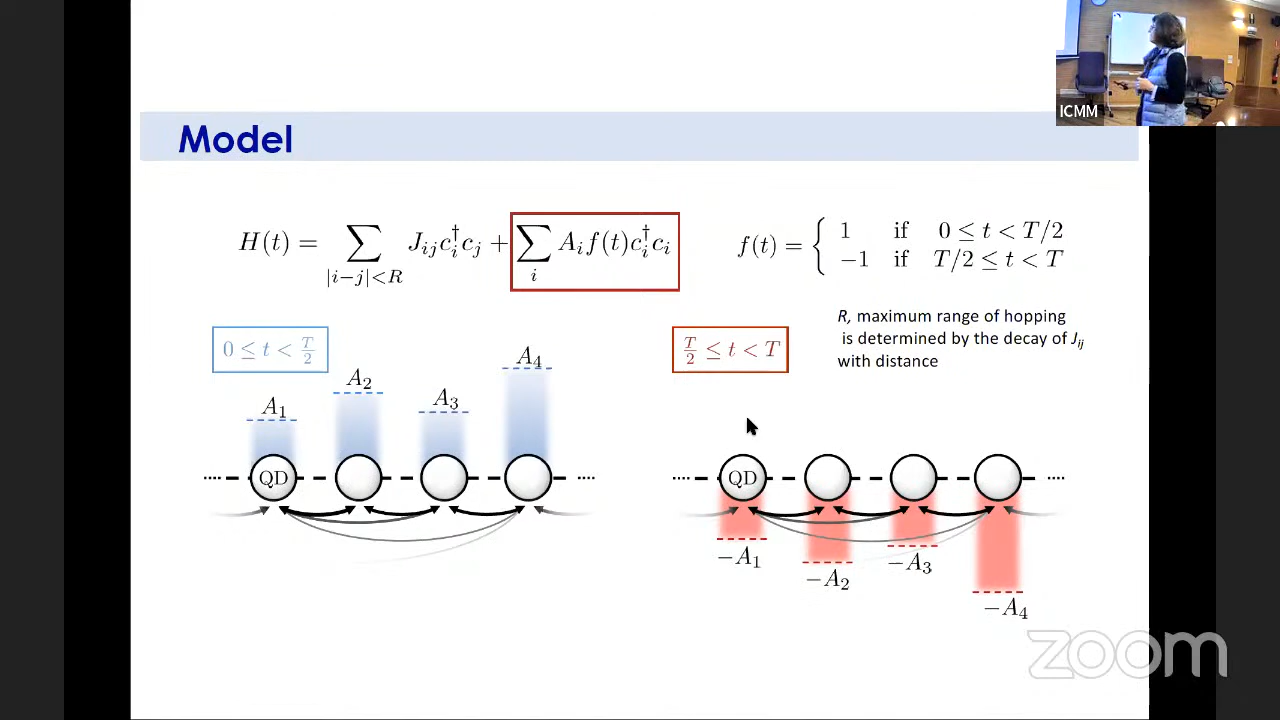 ICMM
Model
H(t) = ∑_{|i−j|<R} J_{ij} c_i^† c_j + ∑_i A_i f(t) c_i^† c_i
f(t) = { 1 if 0 ≤ t < T/2
−1 if T/2 ≤ t < T
R, maximum range of hopping
is determined by the decay of J_{ij}
with distance
0 ≤ t < T/2
A_1
A_2
A_3
A_4
QD
T/2 ≤ t < T
QD
−A_1
−A_2
−A_3
−A_4
zoom